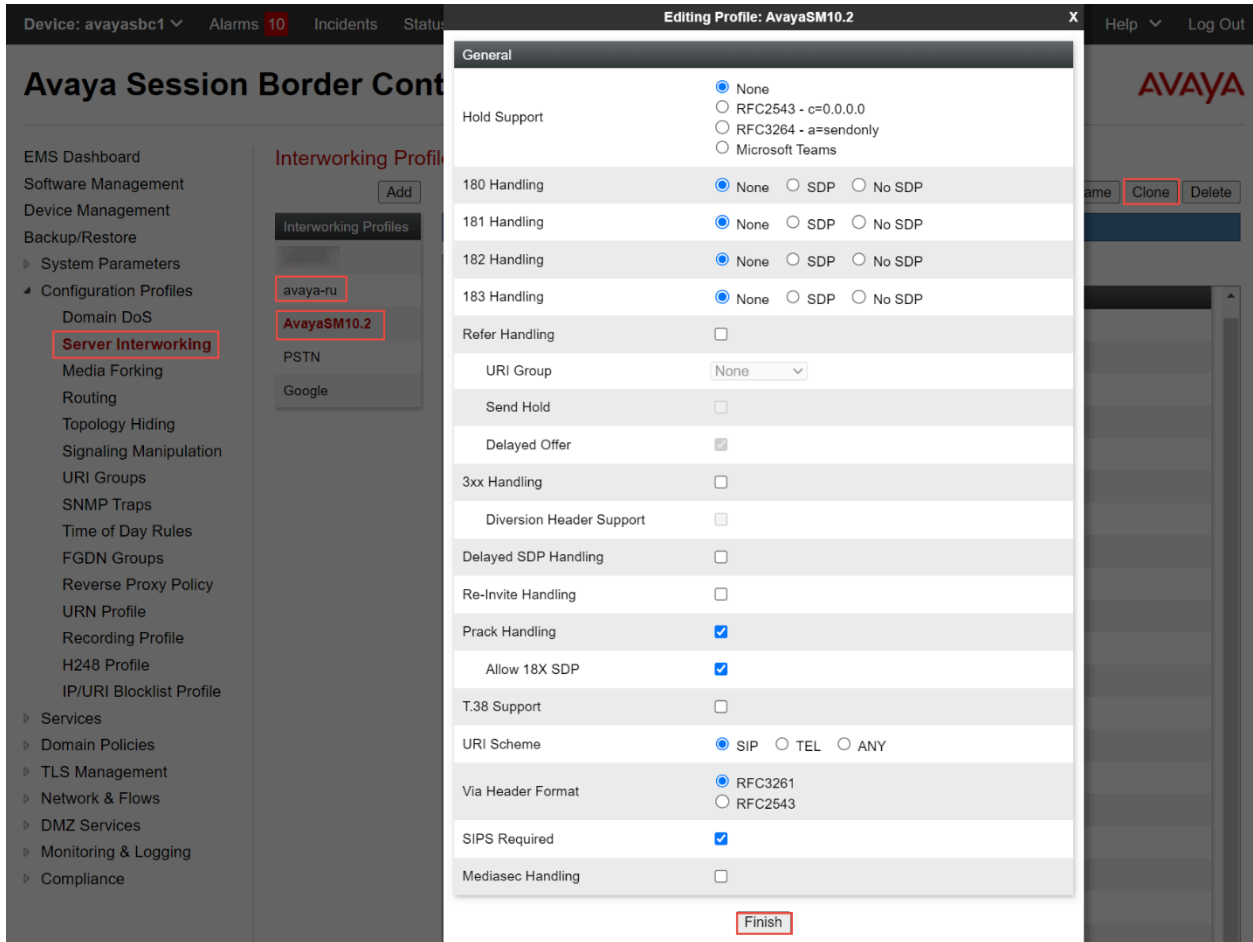 Device: avayasbc1
Alarms 10
Incidents
Status
Help
Log Out
Avaya Session Border Cont
AVAYA
EMS Dashboard
Software Management
Device Management
Backup/Restore
System Parameters
Configuration Profiles
Domain DoS
Server Interworking
Media Forking
Routing
Topology Hiding
Signaling Manipulation
URI Groups
SNMP Traps
Time of Day Rules
FGDN Groups
Reverse Proxy Policy
URN Profile
Recording Profile
H248 Profile
IP/URI Blocklist Profile
Services
Domain Policies
TLS Management
Network & Flows
DMZ Services
Monitoring & Logging
Compliance
Interworking Profil
Add
ame Clone Delete
Interworking Profiles
avaya-ru
AvayaSM10.2
PSTN
Google
Editing Profile: AvayaSM10.2 X
General
Hold Support
None
RFC2543 - c=0.0.0.0
RFC3264 - a=sendonly
Microsoft Teams
180 Handling None SDP No SDP
181 Handling None SDP No SDP
182 Handling None SDP No SDP
183 Handling None SDP No SDP
Refer Handling
URI Group None
Send Hold
Delayed Offer
3xx Handling
Diversion Header Support
Delayed SDP Handling
Re-Invite Handling
Prack Handling
Allow 18X SDP
T.38 Support
URI Scheme SIP TEL ANY
Via Header Format
RFC3261
RFC2543
SIPS Required
Mediasec Handling
Finish